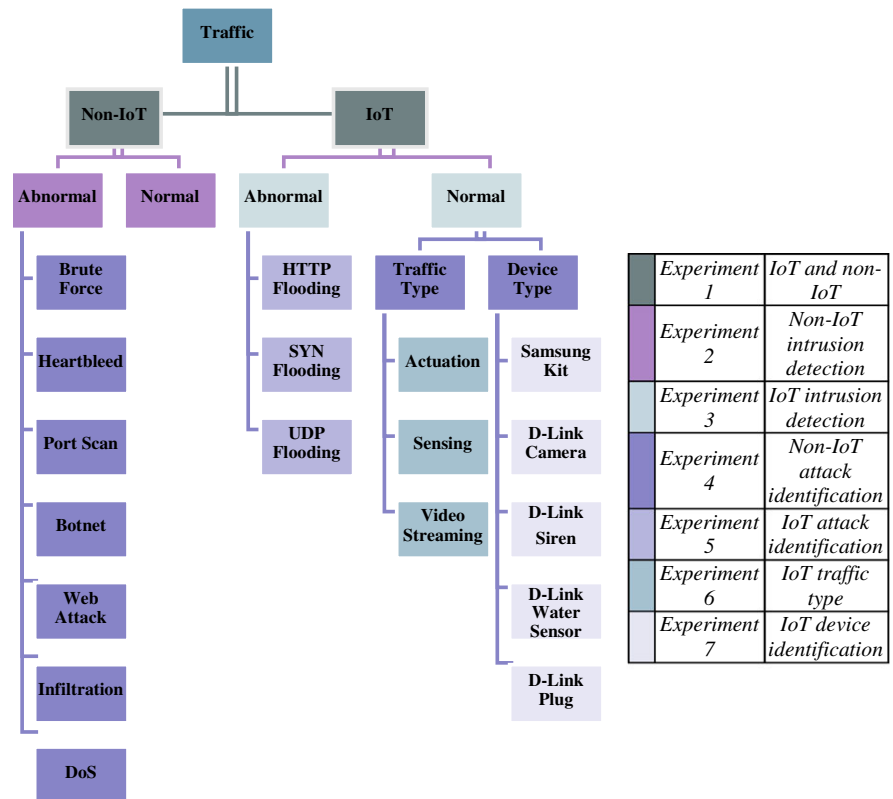 Traffic
Non-IoT
IoT
Abnormal
Normal
Abnormal
Normal
Brute
Force
Heartbleed
Port Scan
Botnet
Web
Attack
Infiltration
DoS
HTTP
Flooding
SYN
Flooding
UDP
Flooding
Traffic
Type
Actuation
Sensing
Video
Streaming
Device
Type
Samsung
Kit
D-Link
Camera
D-Link
Siren
D-Link
Water
Sensor
D-Link
Plug
Experiment
1
IoT and non-
IoT
Experiment
2
Non-IoT
intrusion
detection
Experiment
3
IoT intrusion
detection
Experiment
4
Non-IoT
attack
identification
Experiment
5
IoT attack
identification
Experiment
6
IoT traffic
type
Experiment
7
IoT device
identification